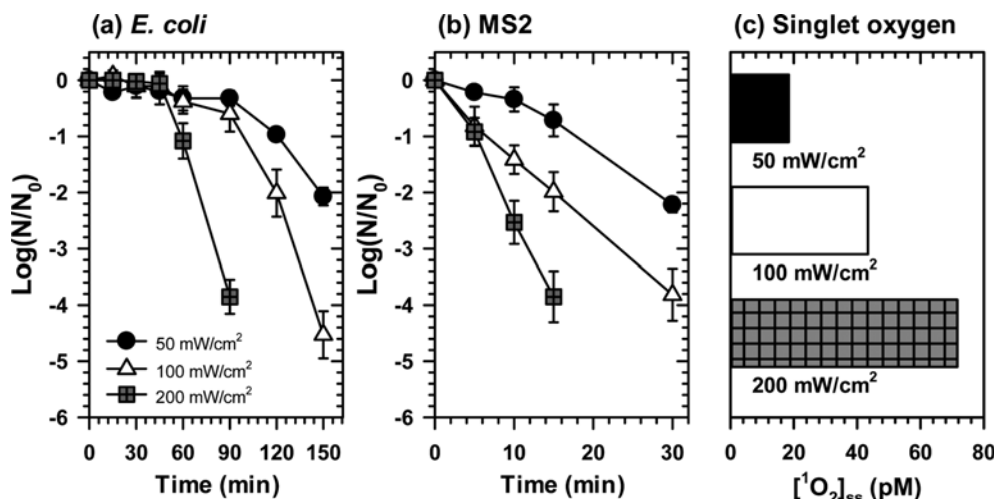 (a) E. coli
(b) MS2
(c) Singlet oxygen
Log(N/N₀)
0
-1
-2
-3
-4
-5
-6
50 mW/cm²
100 mW/cm²
200 mW/cm²
0 30 60 90 120 150
Time (min)
Log(N/N₀)
0
-1
-2
-3
-4
-5
-6
0 10 20 30
Time (min)
50 mW/cm²
100 mW/cm²
200 mW/cm²
0 20 40 60 80
[¹O₂]ss (pM)